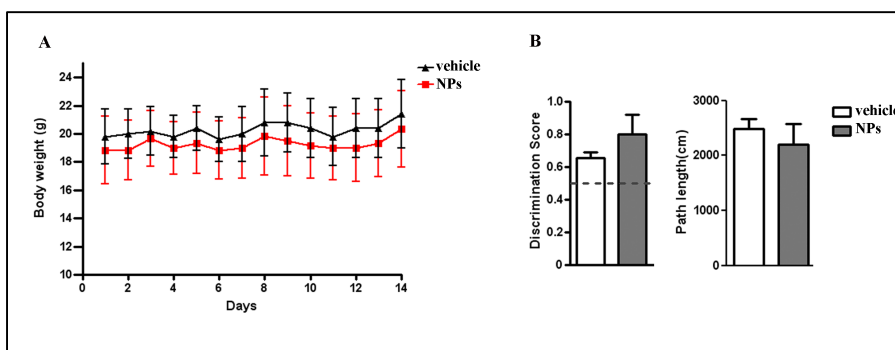 A
vehicle
NPs
Body weight (g)
24
22
20
18
16
14
12
10
0 2 4 6 8 10 12 14
Days
B
Discrimination Score
1.0
0.8
0.6
0.4
0.2
0
Path length(cm)
3000
2000
1000
0
vehicle
NPs